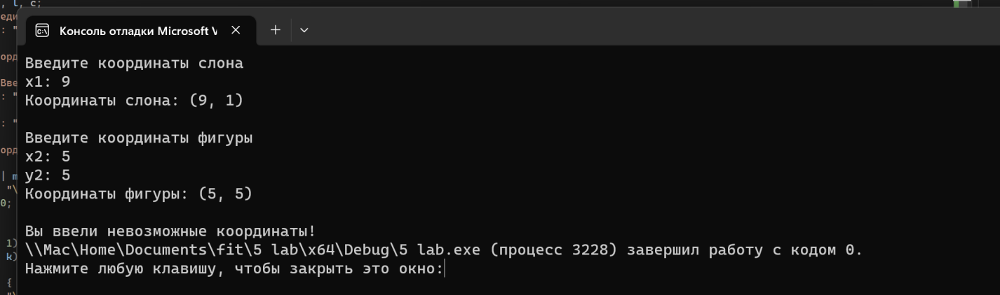 , l, c;
Консоль отладки Microsoft V
Введите координаты слона
x1: 9
Координаты слона: (9, 1)
Введите координаты фигуры
x2: 5
y2: 5
Координаты фигуры: (5, 5)
Вы ввели невозможные координаты!
\\Mac\Home\Documents\fit\5 lab\x64\Debug\5 lab.exe (процесс 3228) завершил работу с кодом 0.
Нажмите любую клавишу, чтобы закрыть это окно: